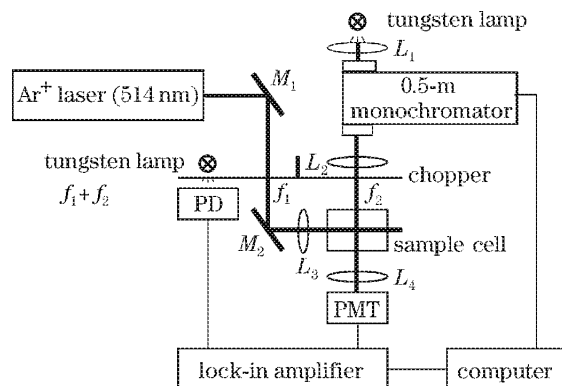 tungsten lamp
L₁
M₁
Ar⁺ laser (514 nm)
0.5-m
monochromator
tungsten lamp
L₂
chopper
f₁+f₂
f₁
f₂
PD
M₂
L₃
sample cell
L₄
PMT
lock-in amplifier
computer